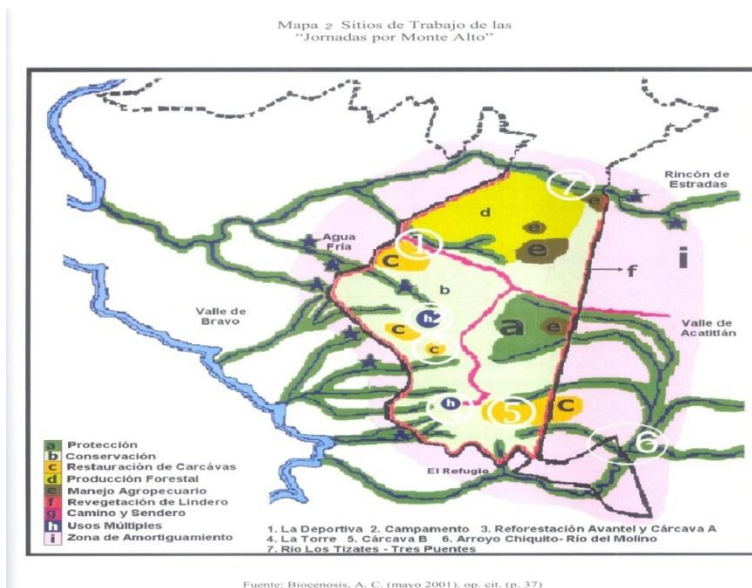 Mapa 2 Sitios de Trabajo de las
"Jornadas por Monte Alto"
Rincón de
Estradas
7
e
d
e
e
i
Agua
Fría
1
c
f
b
Valle de
Bravo
h2
a
e
Valle de
Acatitlán
c
c
h
5
c
6
El Refugio
a Protección
b Conservación
c Restauración de Carcávas
d Producción Forestal
e Manejo Agropecuario
f Revegetación de Lindero
g Camino y Sendero
h Usos Múltiples
i Zona de Amortiguamiento
1. La Deportiva 2. Campamento 3. Reforestación Avantel y Cárcava A
4. La Torre 5. Cárcava B 6. Arroyo Chiquito- Río del Molino
7. Río Los Tizates - Tres Puentes
Fuente: Biocenosis, A. C. (mayo 2001), op. cit. (p. 37)